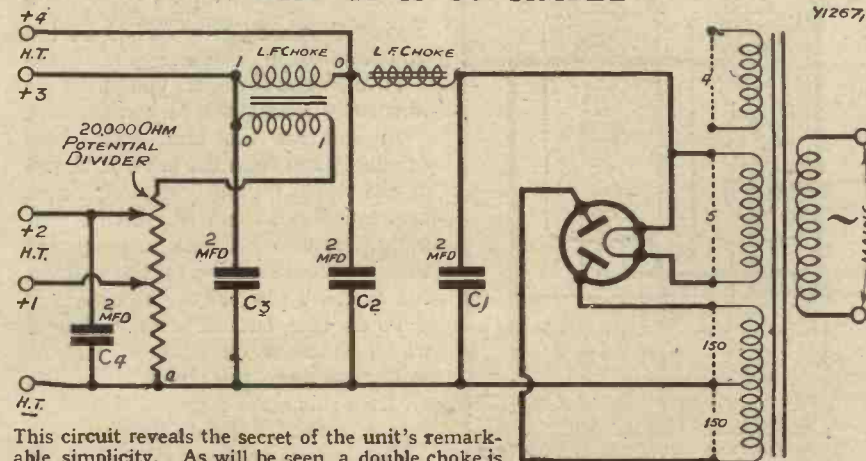 Y1267
+4
H.T.
+3
L.F. CHOKE
L.F. CHOKE
1
0
0
1
20,000 OHM
POTENTIAL
DIVIDER
+2
H.T.
+1
2
MFD
C4
2
MFD
C3
2
MFD
C2
2
MFD
C1
a
H.T.
4
5
150
150
~
This circuit reveals the secret of the unit's remark-
able simplicity. As will be seen, a double choke is